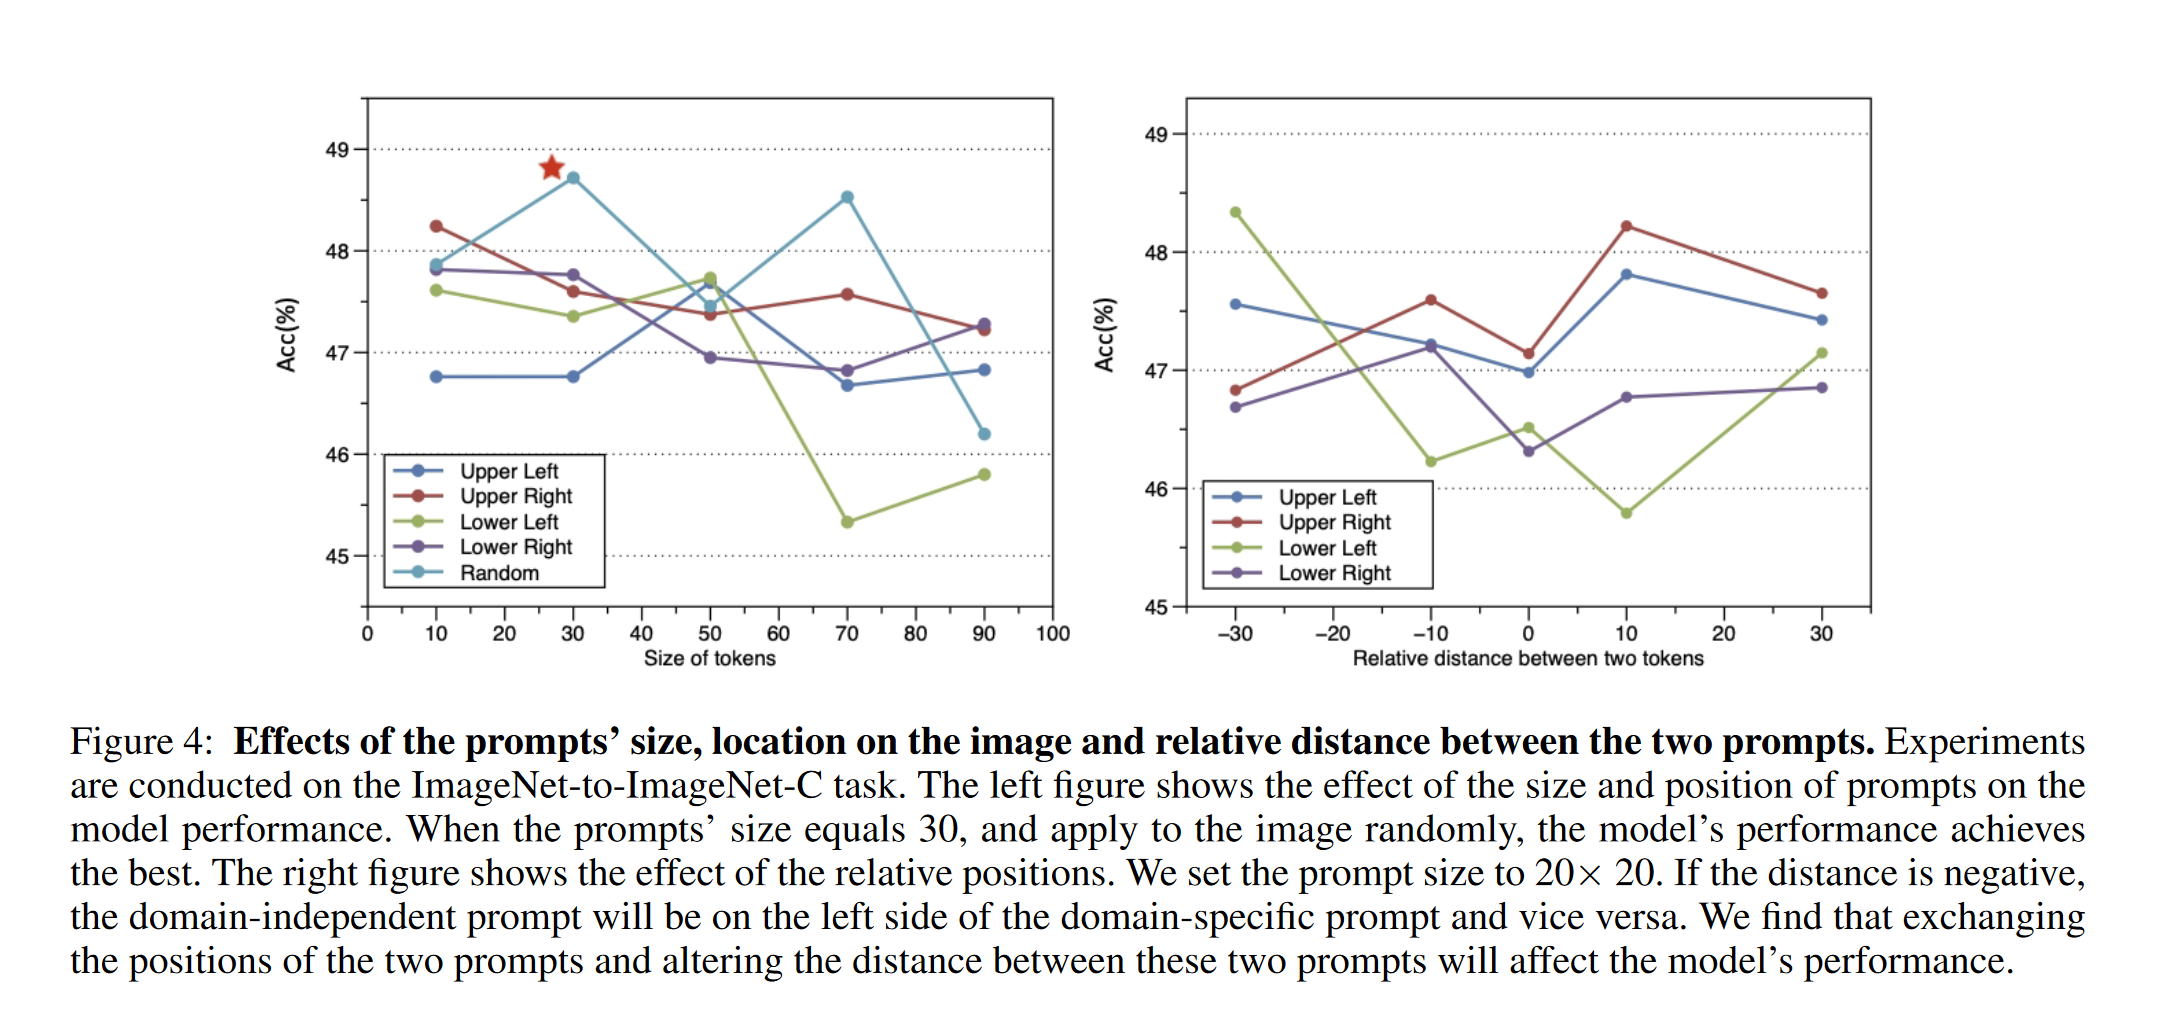 49
48
47
46
45
Acc(%)
Upper Left
Upper Right
Lower Left
Lower Right
Random
0 10 20 30 40 50 60 70 80 90 100
Size of tokens
49
48
47
46
45
Acc(%)
Upper Left
Upper Right
Lower Left
Lower Right
−30 −20 −10 0 10 20 30
Relative distance between two tokens
Figure 4: Effects of the prompts’ size, location on the image and relative distance between the two prompts. Experiments
are conducted on the ImageNet-to-ImageNet-C task. The left figure shows the effect of the size and position of prompts on the
model performance. When the prompts’ size equals 30, and apply to the image randomly, the model’s performance achieves
the best. The right figure shows the effect of the relative positions. We set the prompt size to 20× 20. If the distance is negative,
the domain-independent prompt will be on the left side of the domain-specific prompt and vice versa. We find that exchanging
the positions of the two prompts and altering the distance between these two prompts will affect the model’s performance.